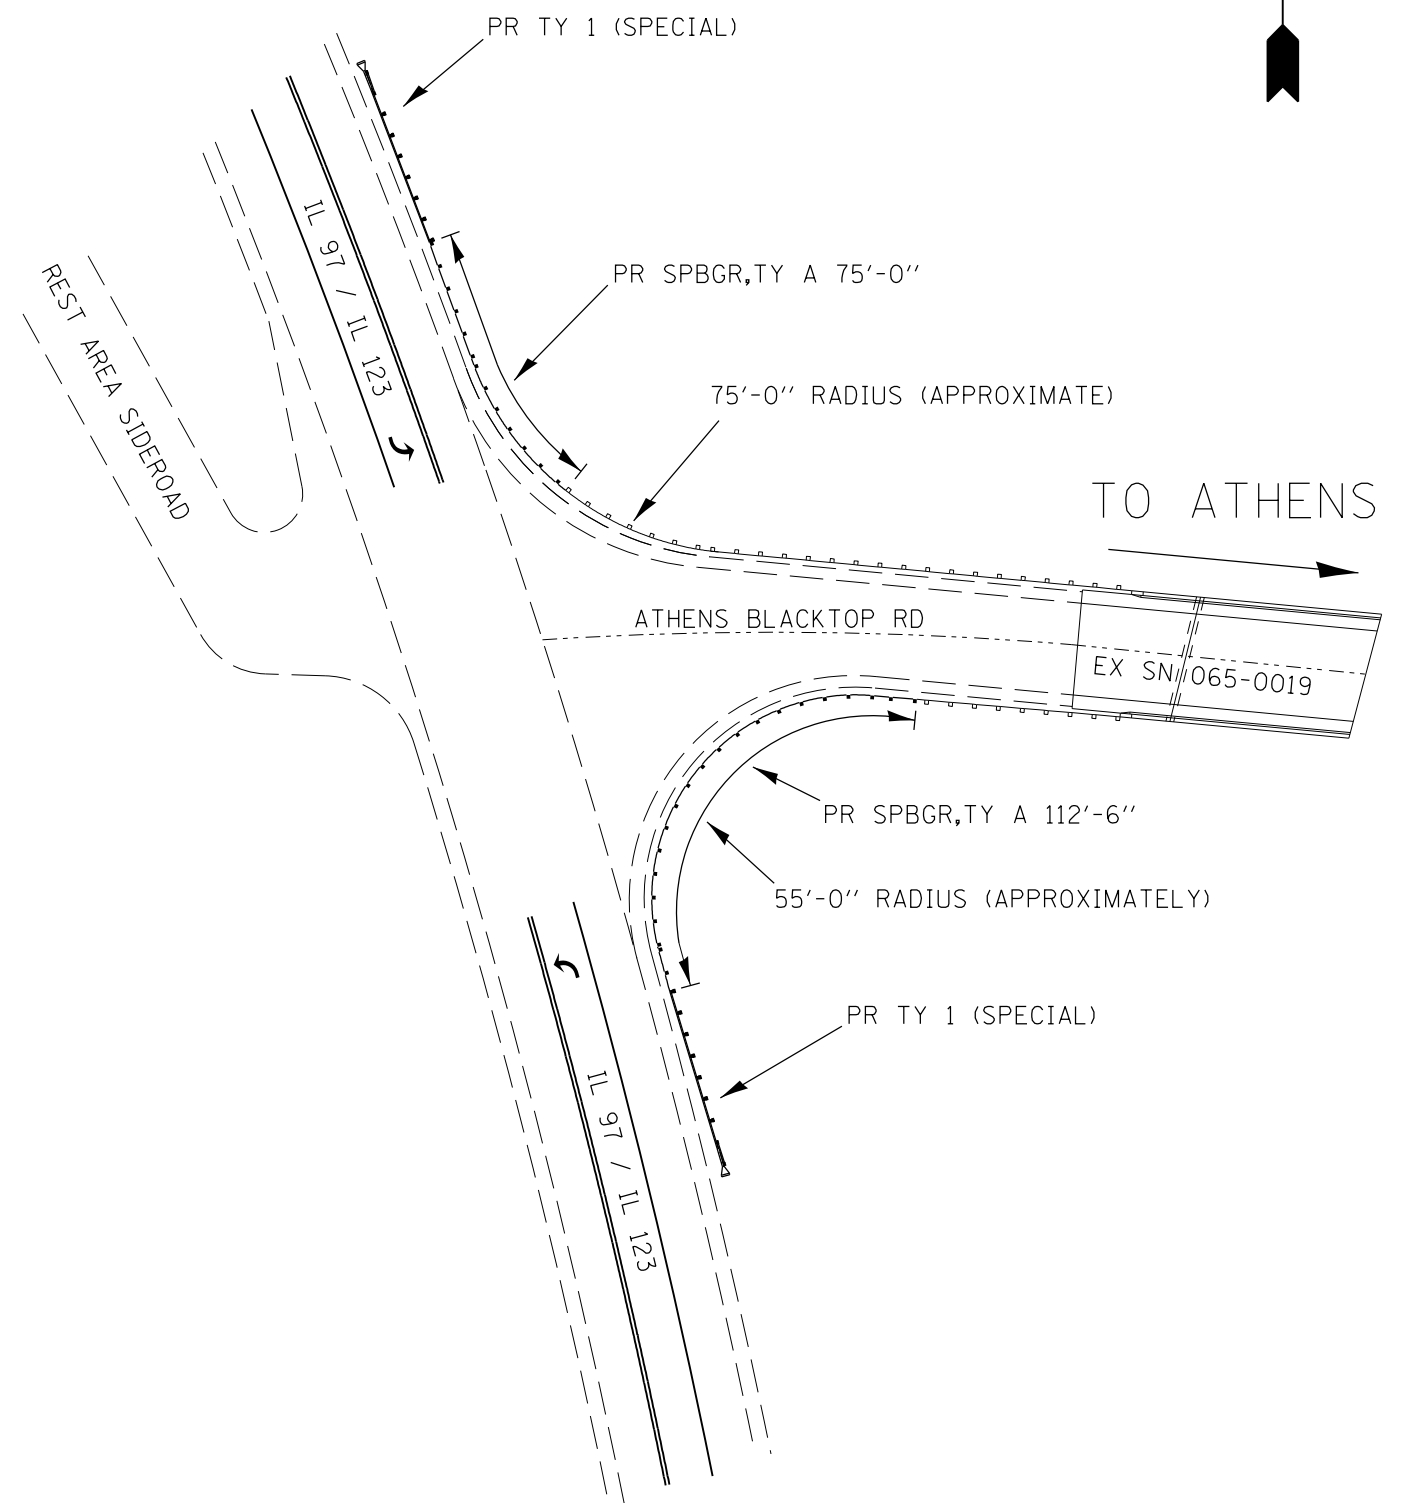 PR TY 1 (SPECIAL)
IL 97 / IL 123
PR SPBGR,TY A 75'-0"
REST AREA SIDEROAD
75'-0" RADIUS (APPROXIMATE)
TO ATHENS
ATHENS BLACKTOP RD
EX SN 065-0019
PR SPBGR,TY A 112'-6"
55'-0" RADIUS (APPROXIMATELY)
PR TY 1 (SPECIAL)
IL 97 / IL 123